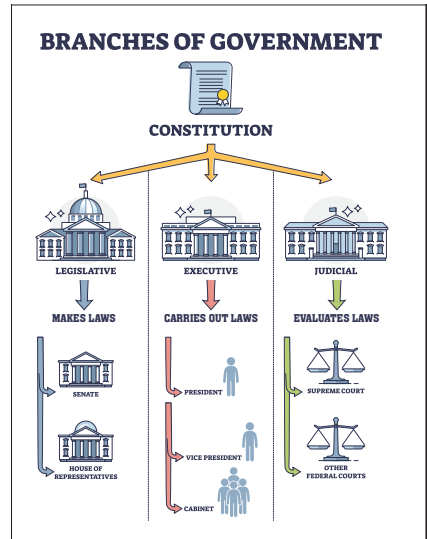 BRANCHES OF GOVERNMENT
CONSTITUTION
LEGISLATIVE
EXECUTIVE
JUDICIAL
MAKES LAWS
CARRIES OUT LAWS
EVALUATES LAWS
SENATE
PRESIDENT
SUPREME COURT
HOUSE OF
REPRESENTATIVES
VICE PRESIDENT
OTHER
FEDERAL COURTS
CABINET